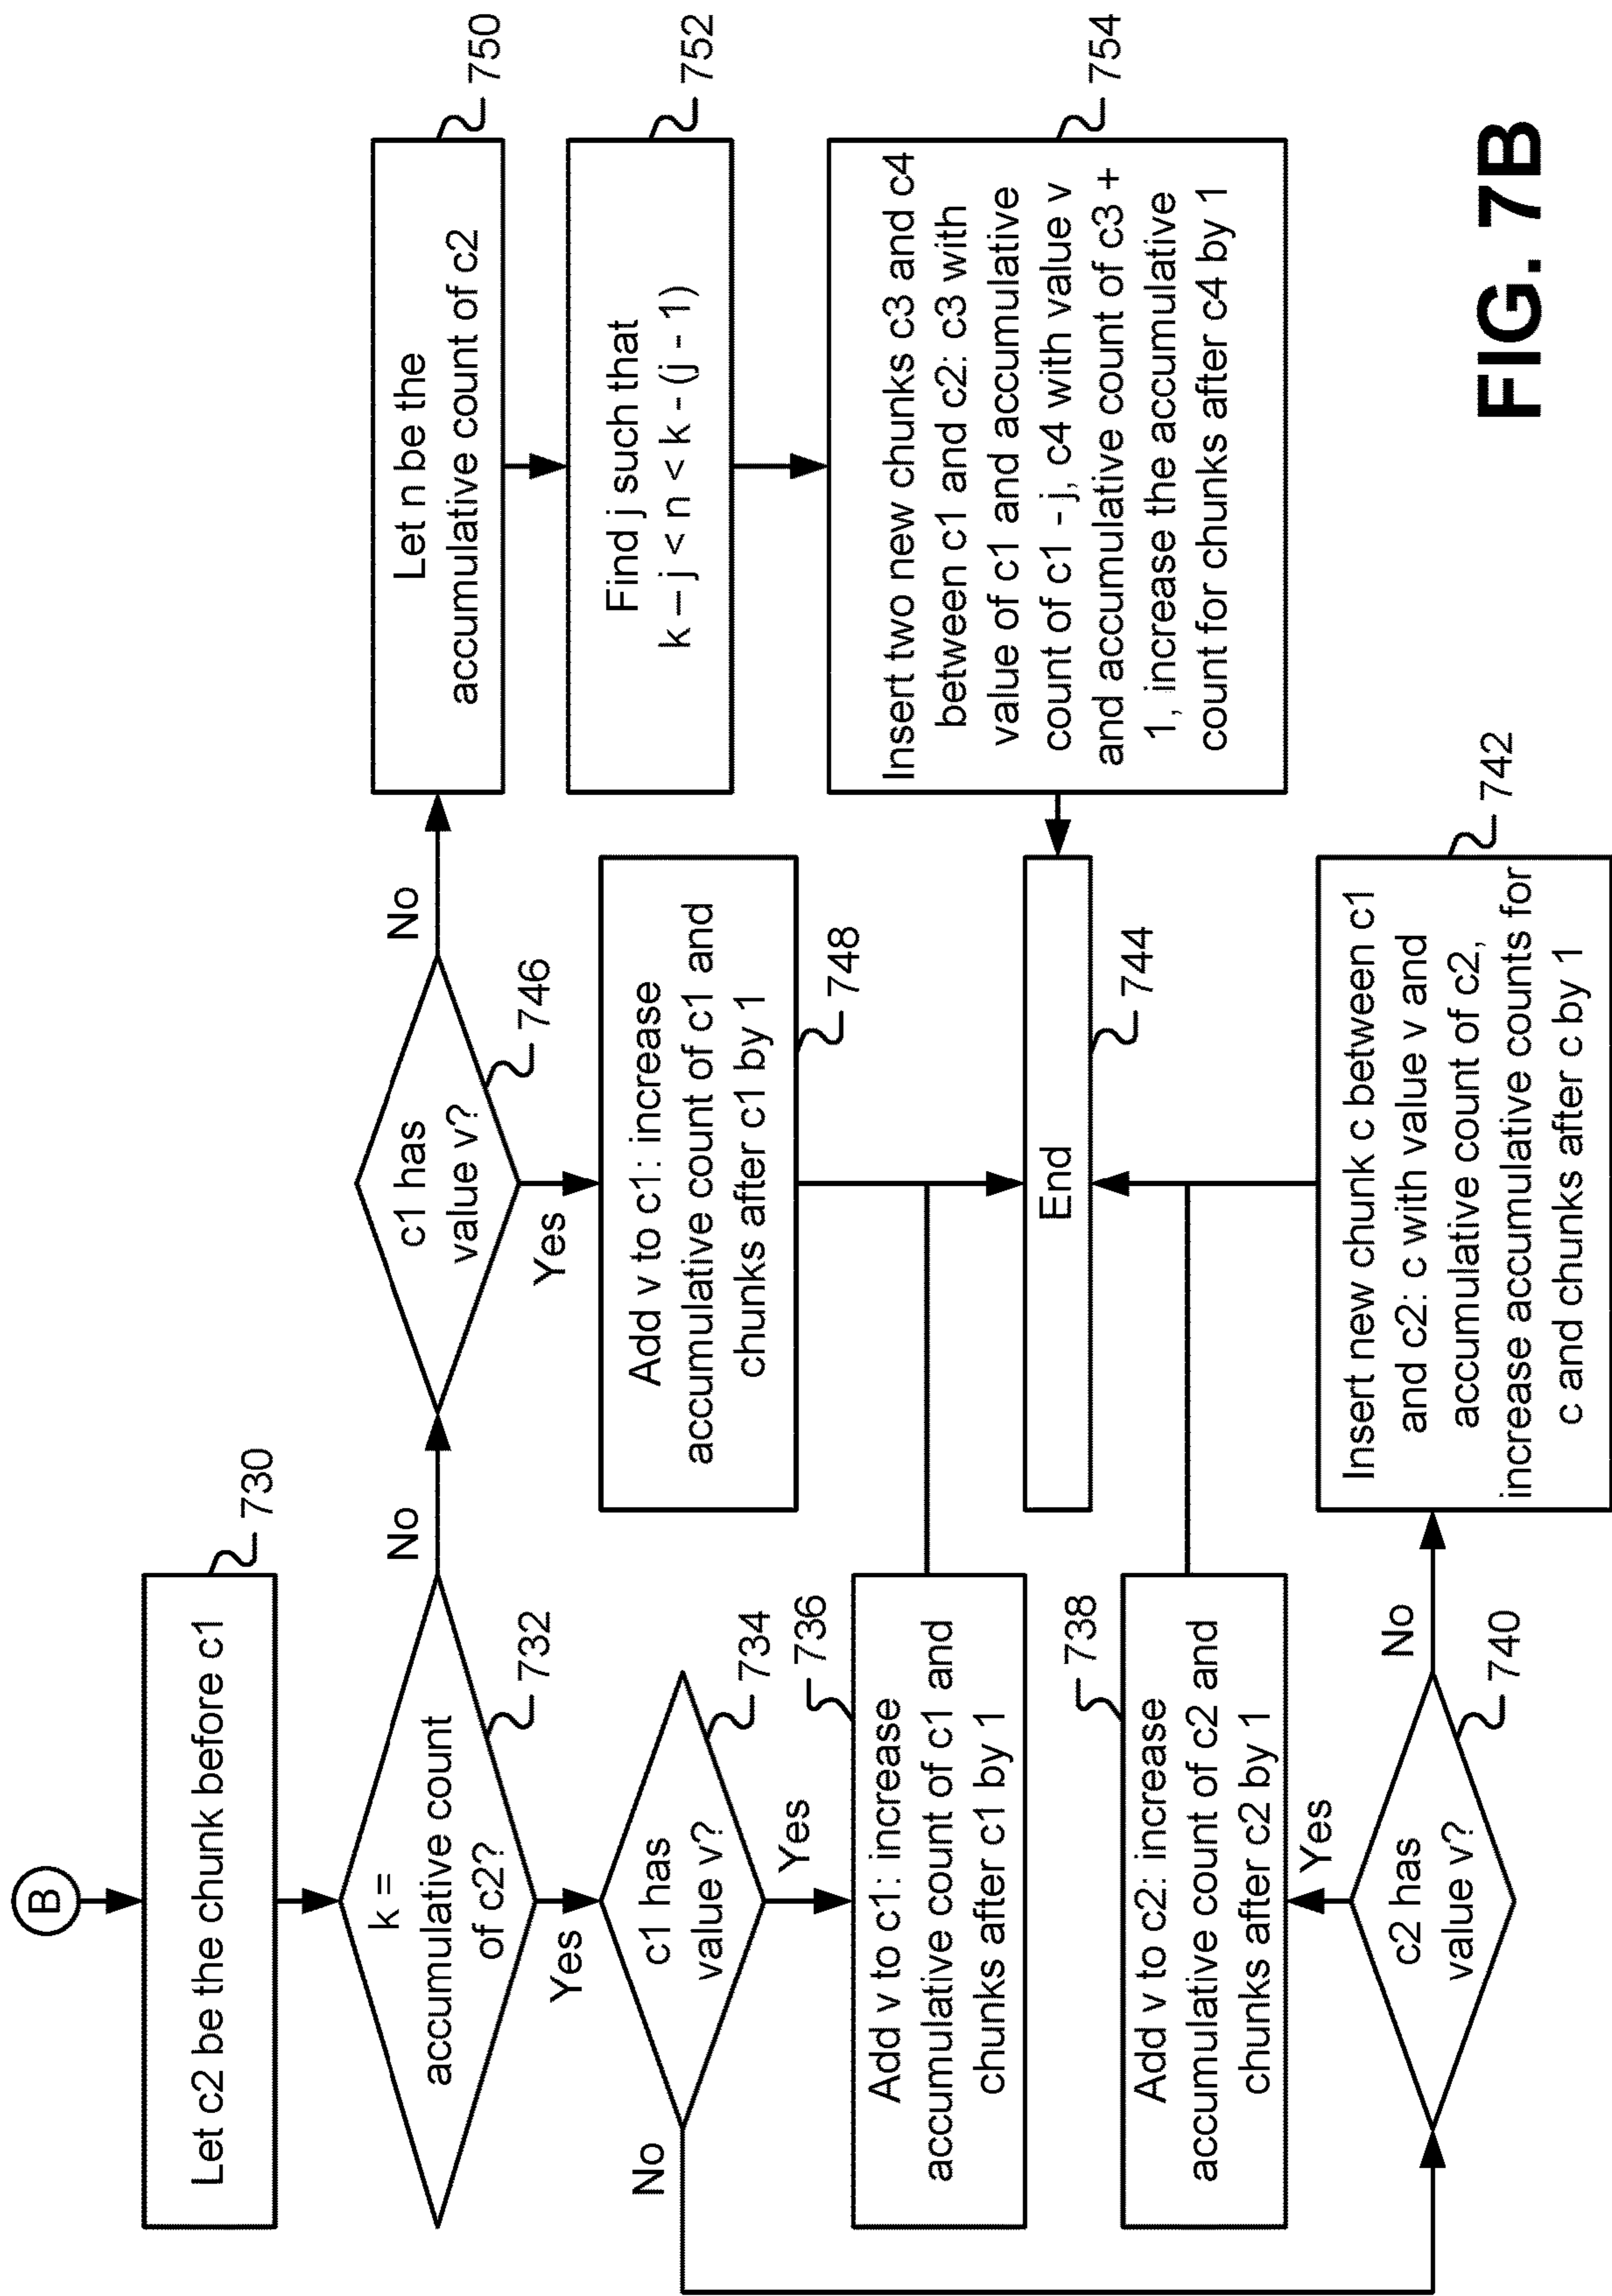 B
Let c2 be the chunk before c1
730
k =
accumulative count
of c2?
732
Yes
No
c1 has
value v?
734
Yes
No
Add v to c1: increase
accumulative count of c1 and
chunks after c1 by 1
736
Add v to c2: increase
accumulative count of c2 and
chunks after c2 by 1
738
Yes
c2 has
value v?
740
No
c1 has
value v?
746
Yes
No
Add v to c1: increase
accumulative count of c1 and
chunks after c1 by 1
748
End
744
Insert new chunk c between c1
and c2: c with value v and
accumulative count of c2,
increase accumulative counts for
c and chunks after c by 1
742
Let n be the
accumulative count of c2
750
Find j such that
k – j < n < k - (j - 1)
752
Insert two new chunks c3 and c4
between c1 and c2: c3 with
value of c1 and accumulative
count of c1 - j, c4 with value v
and accumulative count of c3 +
1, increase the accumulative
count for chunks after c4 by 1
754
FIG. 7B